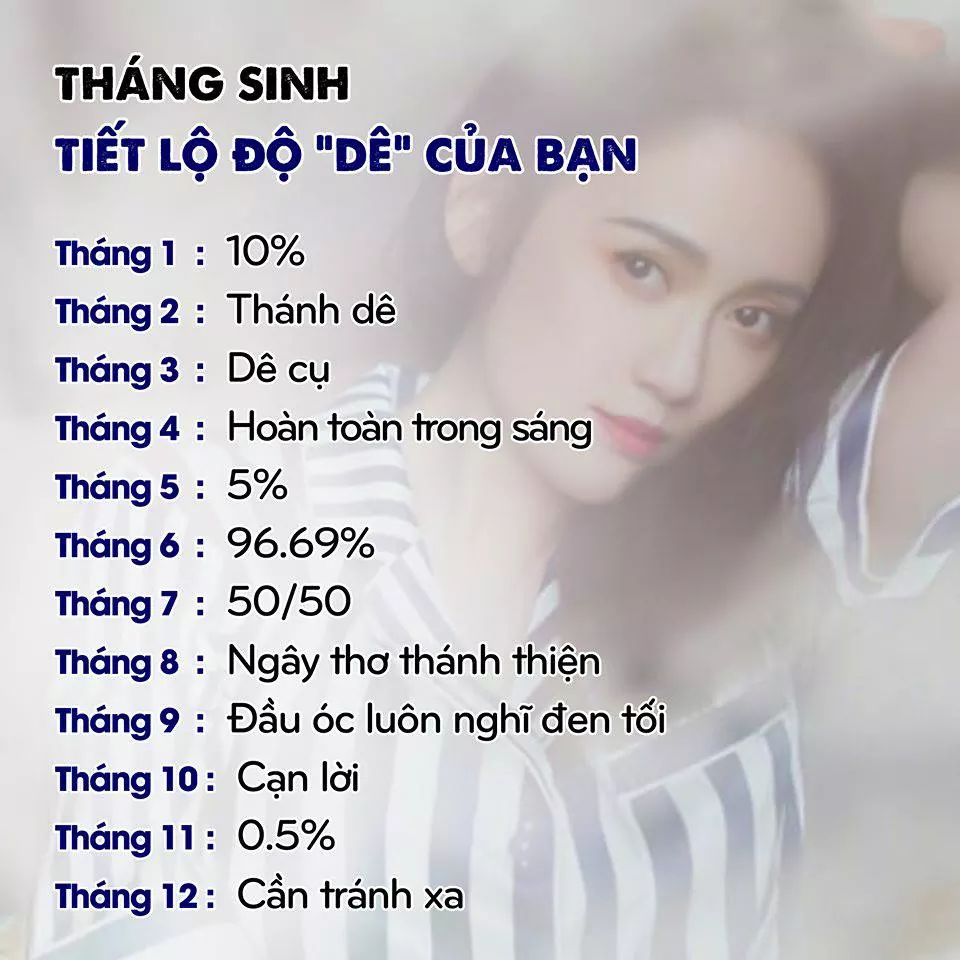 THÁNG SINH
TIẾT LỘ ĐỘ "DÊ" CỦA BẠN
Tháng 1 : 10%
Tháng 2 : Thánh dê
Tháng 3 : Dê cụ
Tháng 4 : Hoàn toàn trong sáng
Tháng 5 : 5%
Tháng 6 : 96.69%
Tháng 7 : 50/50
Tháng 8 : Ngây thơ thánh thiện
Tháng 9 : Đầu óc luôn nghĩ đen tối
Tháng 10 : Cạn lời
Tháng 11 : 0.5%
Tháng 12 : Cần tránh xa